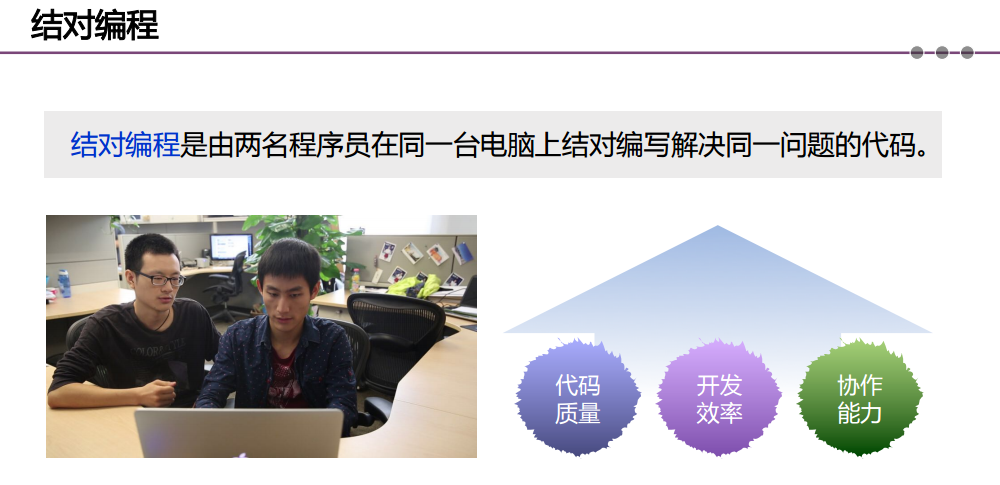 结对编程
结对编程是由两名程序员在同一台电脑上结对编写解决同一问题的代码。
代码
质量
开发
效率
协作
能力